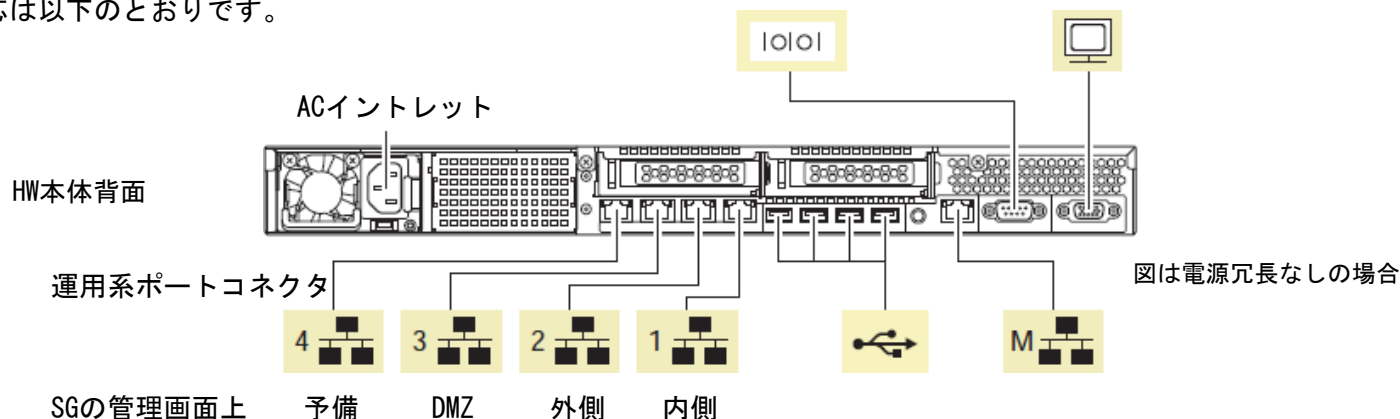 応は以下のとおりです。
|O|O|
ACイントレット
HW本体背面
運用系ポートコネクタ
図は電源冗長なしの場合
4
3
2
1
M
SGの管理画面上 予備 DMZ 外側 内側